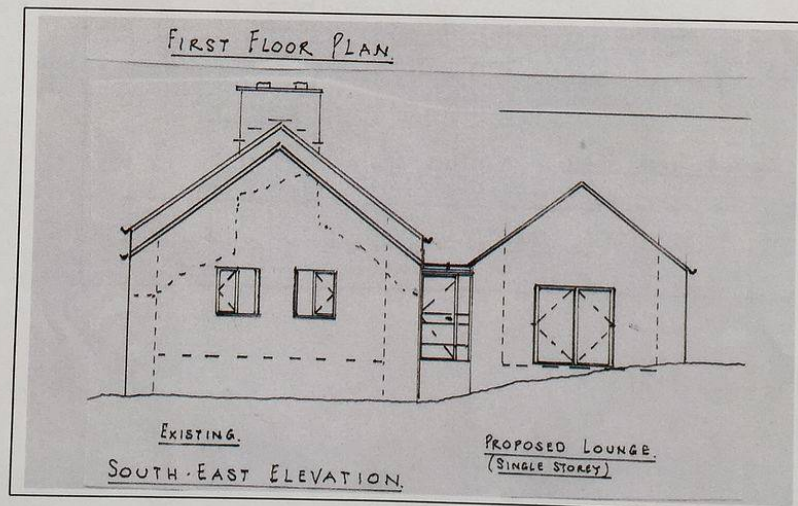 FIRST FLOOR PLAN.
EXISTING.
PROPOSED LOUNGE.
(SINGLE STOREY)
SOUTH-EAST ELEVATION.